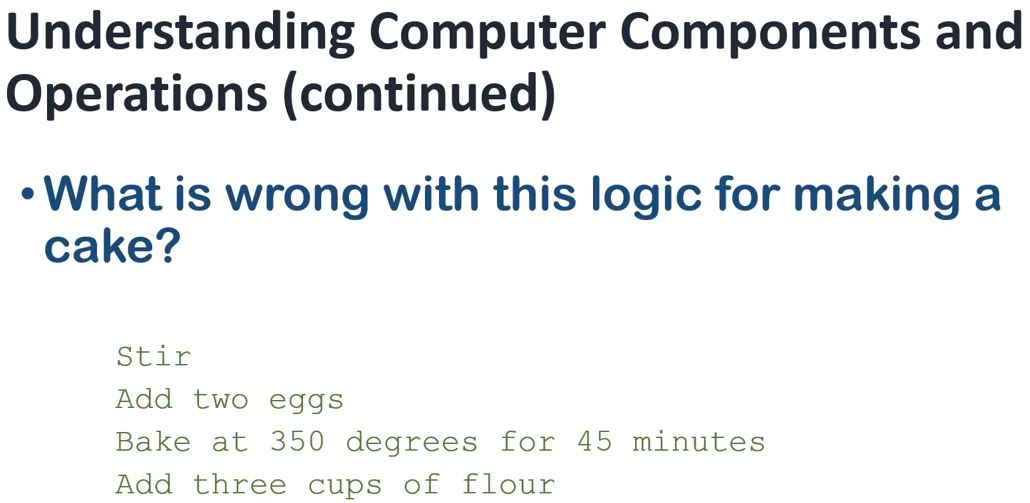 Understanding Computer Components and
Operations (continued)
• What is wrong with this logic for making a
cake?
Stir
Add two eggs
Bake at 350 degrees for 45 minutes
Add three cups of flour